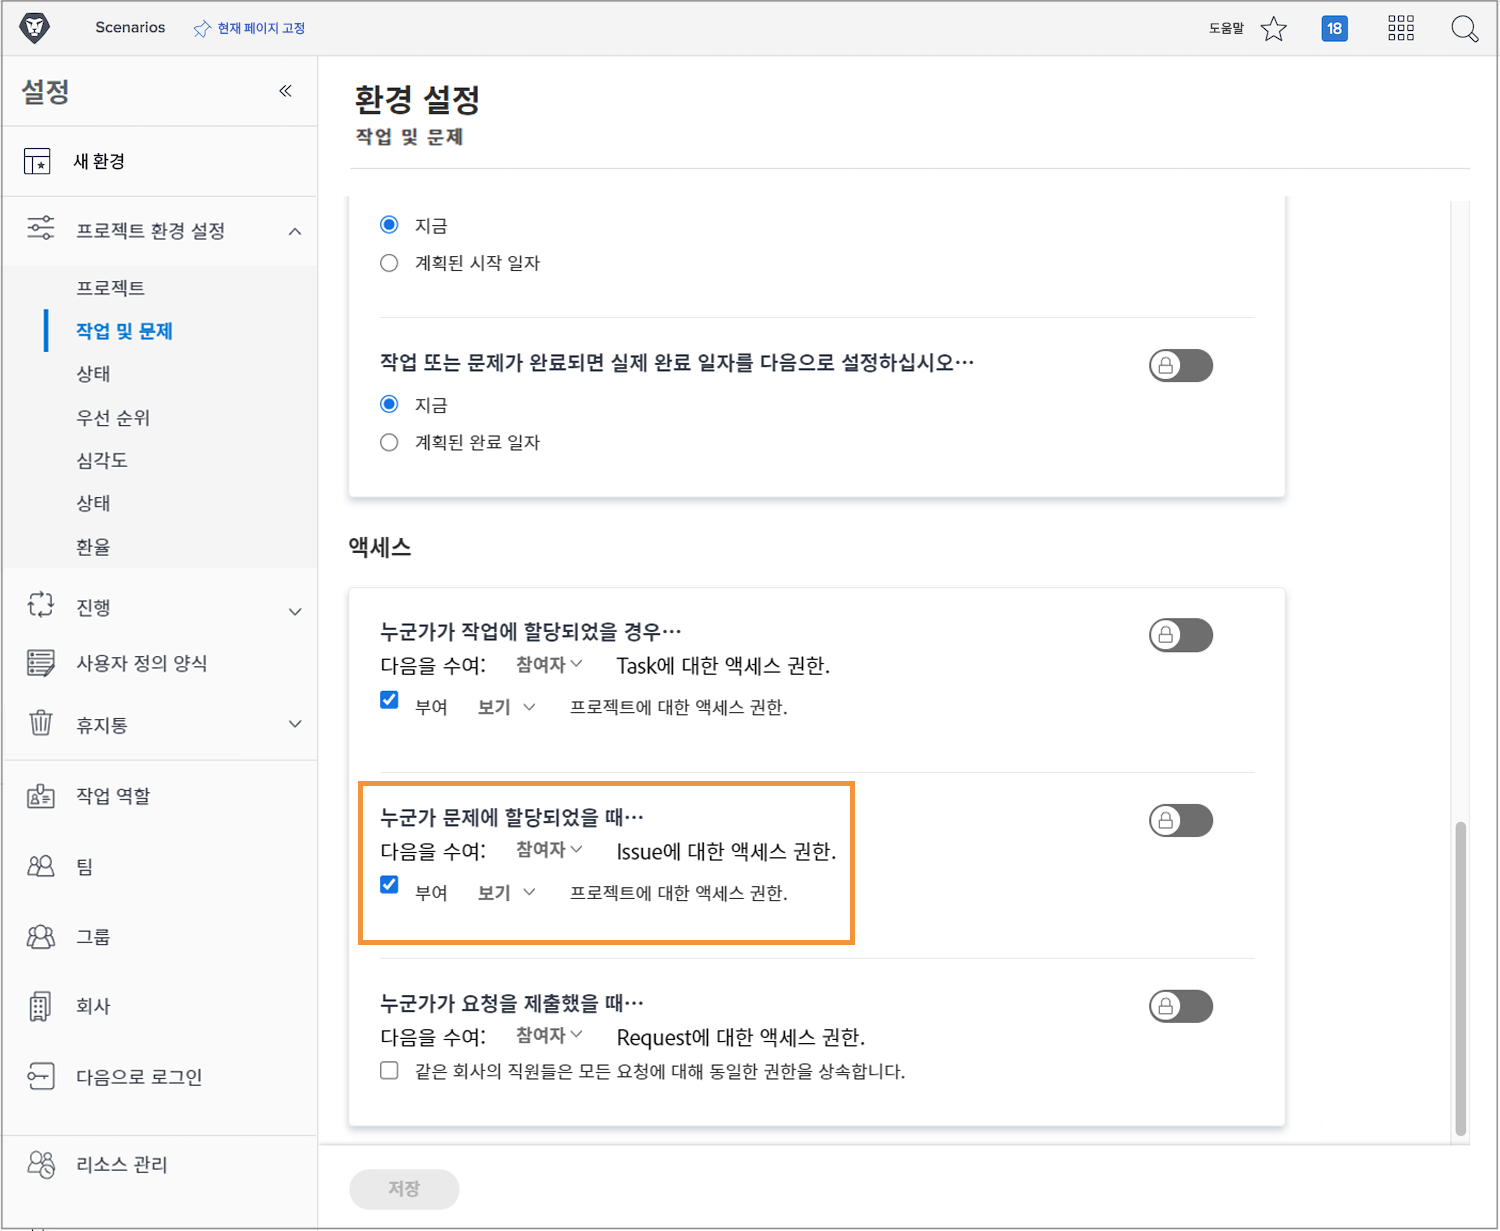 Scenarios
현재 페이지 고정
도움말
18
설정
새 환경
프로젝트 환경 설정
프로젝트
작업 및 문제
상태
우선 순위
심각도
상태
환율
진행
사용자 정의 양식
휴지통
작업 역할
팀
그룹
회사
다음으로 로그인
리소스 관리
환경 설정
작업 및 문제
지금
계획된 시작 일자
작업 또는 문제가 완료되면 실제 완료 일자를 다음으로 설정하십시오…
지금
계획된 완료 일자
액세스
누군가가 작업에 할당되었을 경우…
다음을 수여: 참여자 Task에 대한 액세스 권한.
부여 보기 프로젝트에 대한 액세스 권한.
누군가 문제에 할당되었을 때…
다음을 수여: 참여자 Issue에 대한 액세스 권한.
부여 보기 프로젝트에 대한 액세스 권한.
누군가가 요청을 제출했을 때…
다음을 수여: 참여자 Request에 대한 액세스 권한.
같은 회사의 직원들은 모든 요청에 대해 동일한 권한을 상속합니다.
저장